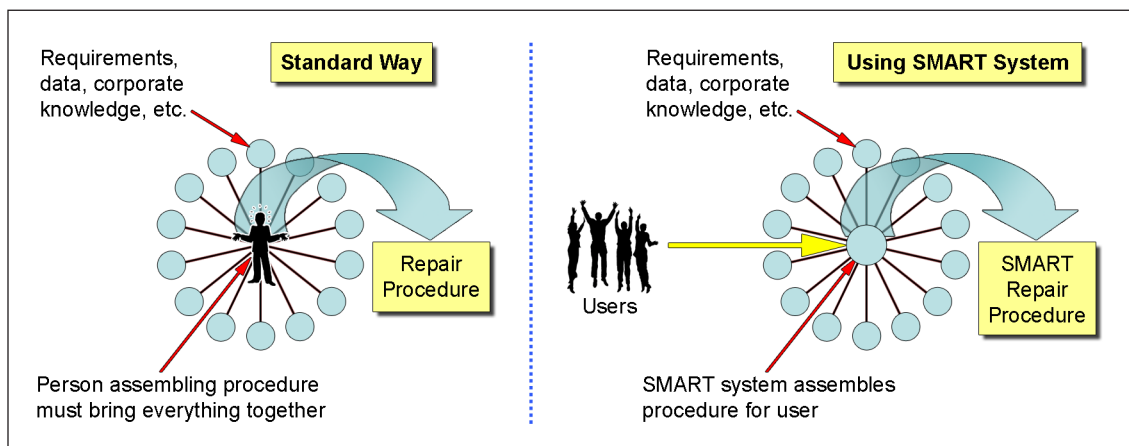 Requirements,
data, corporate
knowledge, etc.
Standard Way
Repair
Procedure
Person assembling procedure
must bring everything together
Requirements,
data, corporate
knowledge, etc.
Using SMART System
Users
SMART
Repair
Procedure
SMART system assembles
procedure for user